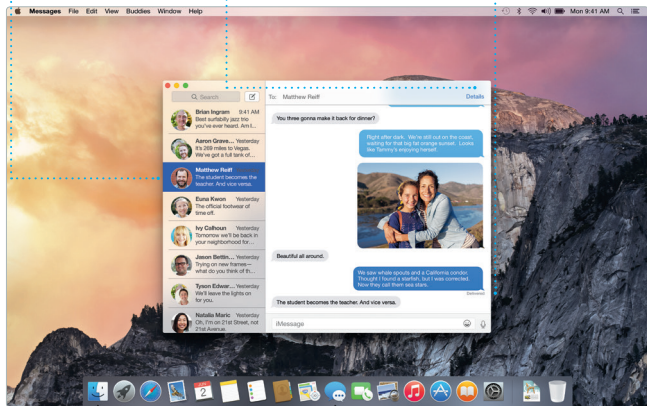 Messages File Edit View Buddies Window Help
Mon 9:41 AM
Search
To: Matthew Reiff
Details
Brian Ingram 9:41 AM
Best surfabilly jazz trio
you've ever heard. Am I...
Aaron Grave... Yesterday
It's 269 miles to Vegas.
We've got a full tank of...
Matthew Reiff
The student becomes the
teacher. And vice versa.
Euna Kwon Yesterday
The official footwear of
time off.
Ivy Calhoun Yesterday
Tomorrow we'll be back in
your neighborhood for...
Jason Bettin... Yesterday
Trying on new frames—
what do you think of th...
Tyson Edwar... Yesterday
We'll leave the lights on
for you.
Natalia Maric Yesterday
Oh, I'm on 21st Street, not
21st Avenue.
You three gonna make it back for dinner?
Right after dark. We're still out on the coast,
waiting for that big fat orange sunset. Looks
like Tammy's enjoying herself.
Beautiful all around.
We saw whale spouts and a California condor.
Thought I found a starfish, but I was corrected.
Now they call them sea stars.
Delivered
The student becomes the teacher. And vice versa.
iMessage
2